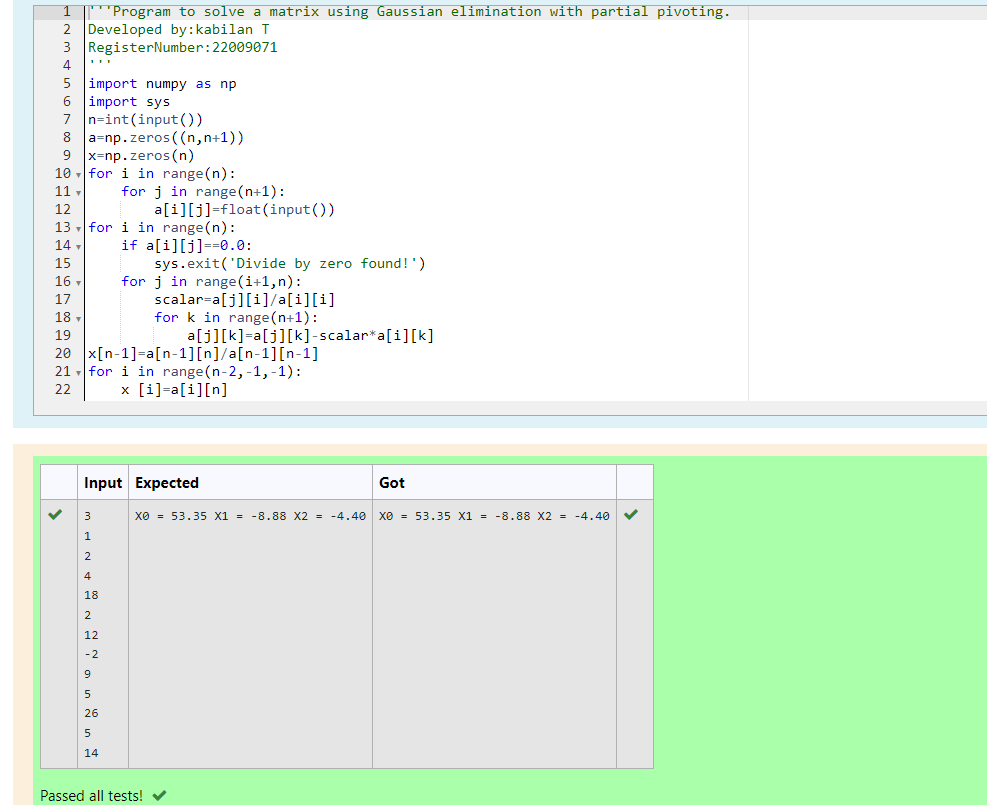 1 '''Program to solve a matrix using Gaussian elimination with partial pivoting.
2 Developed by:kabilan T
3 RegisterNumber:22009071
4 '''
5 import numpy as np
6 import sys
7 n=int(input())
8 a=np.zeros((n,n+1))
9 x=np.zeros(n)
10 for i in range(n):
11     for j in range(n+1):
12         a[i][j]=float(input())
13 for i in range(n):
14     if a[i][j]==0.0:
15         sys.exit('Divide by zero found!')
16     for j in range(i+1,n):
17         scalar=a[j][i]/a[i][i]
18         for k in range(n+1):
19             a[j][k]=a[j][k]-scalar*a[i][k]
20 x[n-1]=a[n-1][n]/a[n-1][n-1]
21 for i in range(n-2,-1,-1):
22     x [i]=a[i][n]
Input Expected Got
3 X0 = 53.35 X1 = -8.88 X2 = -4.40 X0 = 53.35 X1 = -8.88 X2 = -4.40
1
2
4
18
2
12
-2
9
5
26
5
14
Passed all tests!